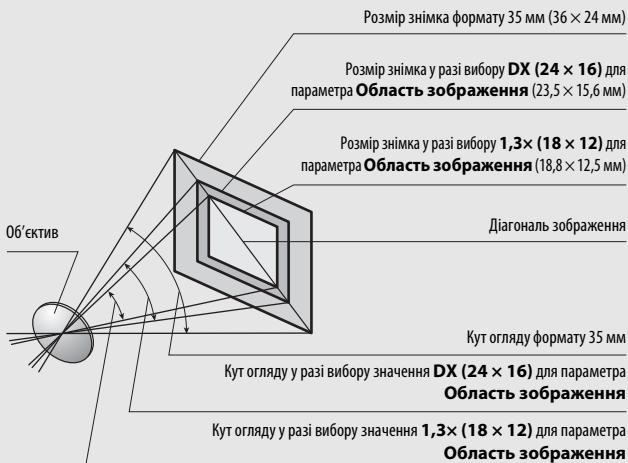 Розмір знімка формату 35 мм (36 × 24 мм)
Розмір знімка у разі вибору DX (24 × 16) для
параметра Область зображення (23,5 × 15,6 мм)
Розмір знімка у разі вибору 1,3× (18 × 12) для
параметра Область зображення (18,8 × 12,5 мм)
Діагональ зображення
Об’єктив
Кут огляду формату 35 мм
Кут огляду у разі вибору значення DX (24 × 16) для параметра
Область зображення
Кут огляду у разі вибору значення 1,3× (18 × 12) для параметра
Область зображення